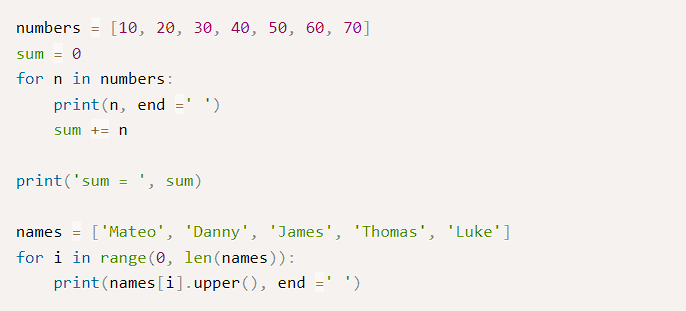 numbers = [10, 20, 30, 40, 50, 60, 70]
sum = 0
for n in numbers:
    print(n, end =' ')
    sum += n

print('sum = ', sum)

names = ['Mateo', 'Danny', 'James', 'Thomas', 'Luke']
for i in range(0, len(names)):
    print(names[i].upper(), end =' ')